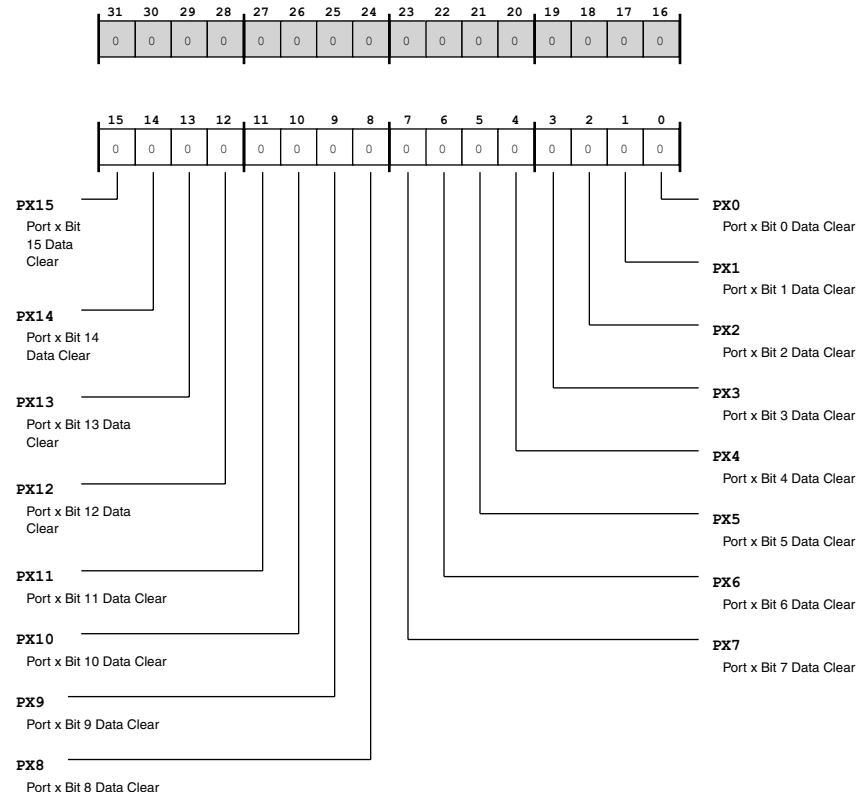 31 30 29 28 27 26 25 24 23 22 21 20 19 18 17 16
0 0 0 0 0 0 0 0 0 0 0 0 0 0 0 0
15 14 13 12 11 10 9 8 7 6 5 4 3 2 1 0
0 0 0 0 0 0 0 0 0 0 0 0 0 0 0 0
PX15
Port x Bit
15 Data
Clear
PX14
Port x Bit 14
Data Clear
PX13
Port x Bit 13 Data
Clear
PX12
Port x Bit 12 Data
Clear
PX11
Port x Bit 11 Data Clear
PX10
Port x Bit 10 Data Clear
PX9
Port x Bit 9 Data Clear
PX8
Port x Bit 8 Data Clear
PX0
Port x Bit 0 Data Clear
PX1
Port x Bit 1 Data Clear
PX2
Port x Bit 2 Data Clear
PX3
Port x Bit 3 Data Clear
PX4
Port x Bit 4 Data Clear
PX5
Port x Bit 5 Data Clear
PX6
Port x Bit 6 Data Clear
PX7
Port x Bit 7 Data Clear